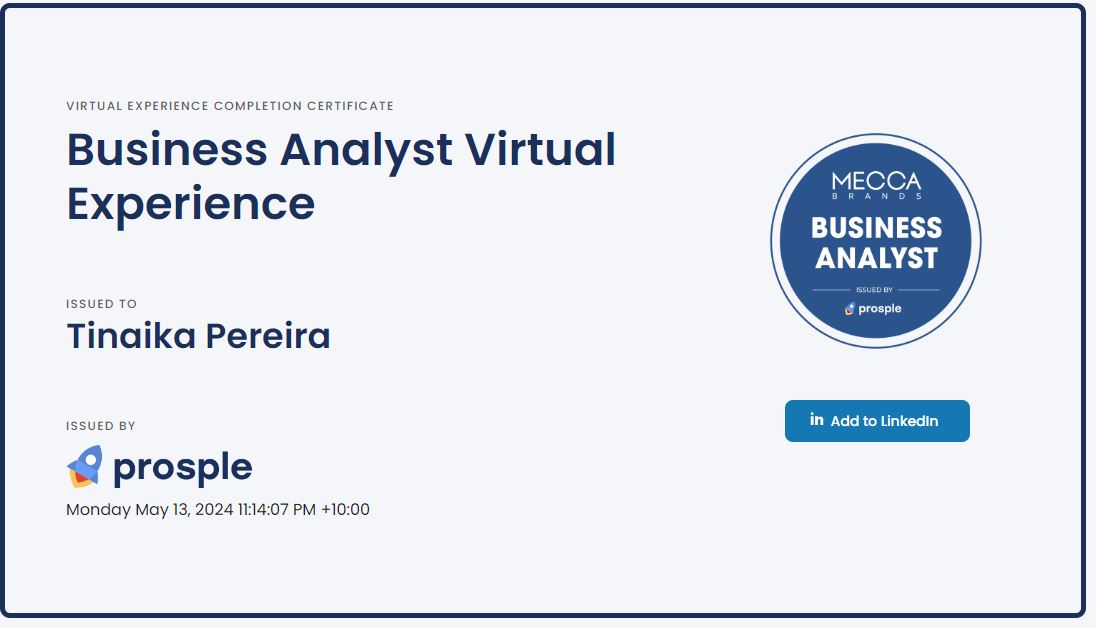 VIRTUAL EXPERIENCE COMPLETION CERTIFICATE
Business Analyst Virtual
Experience
ISSUED TO
Tinaika Pereira
ISSUED BY
prosple
Monday May 13, 2024 11:14:07 PM +10:00
MECCA
BRANDS
BUSINESS
ANALYST
ISSUED BY
prosple
in Add to LinkedIn